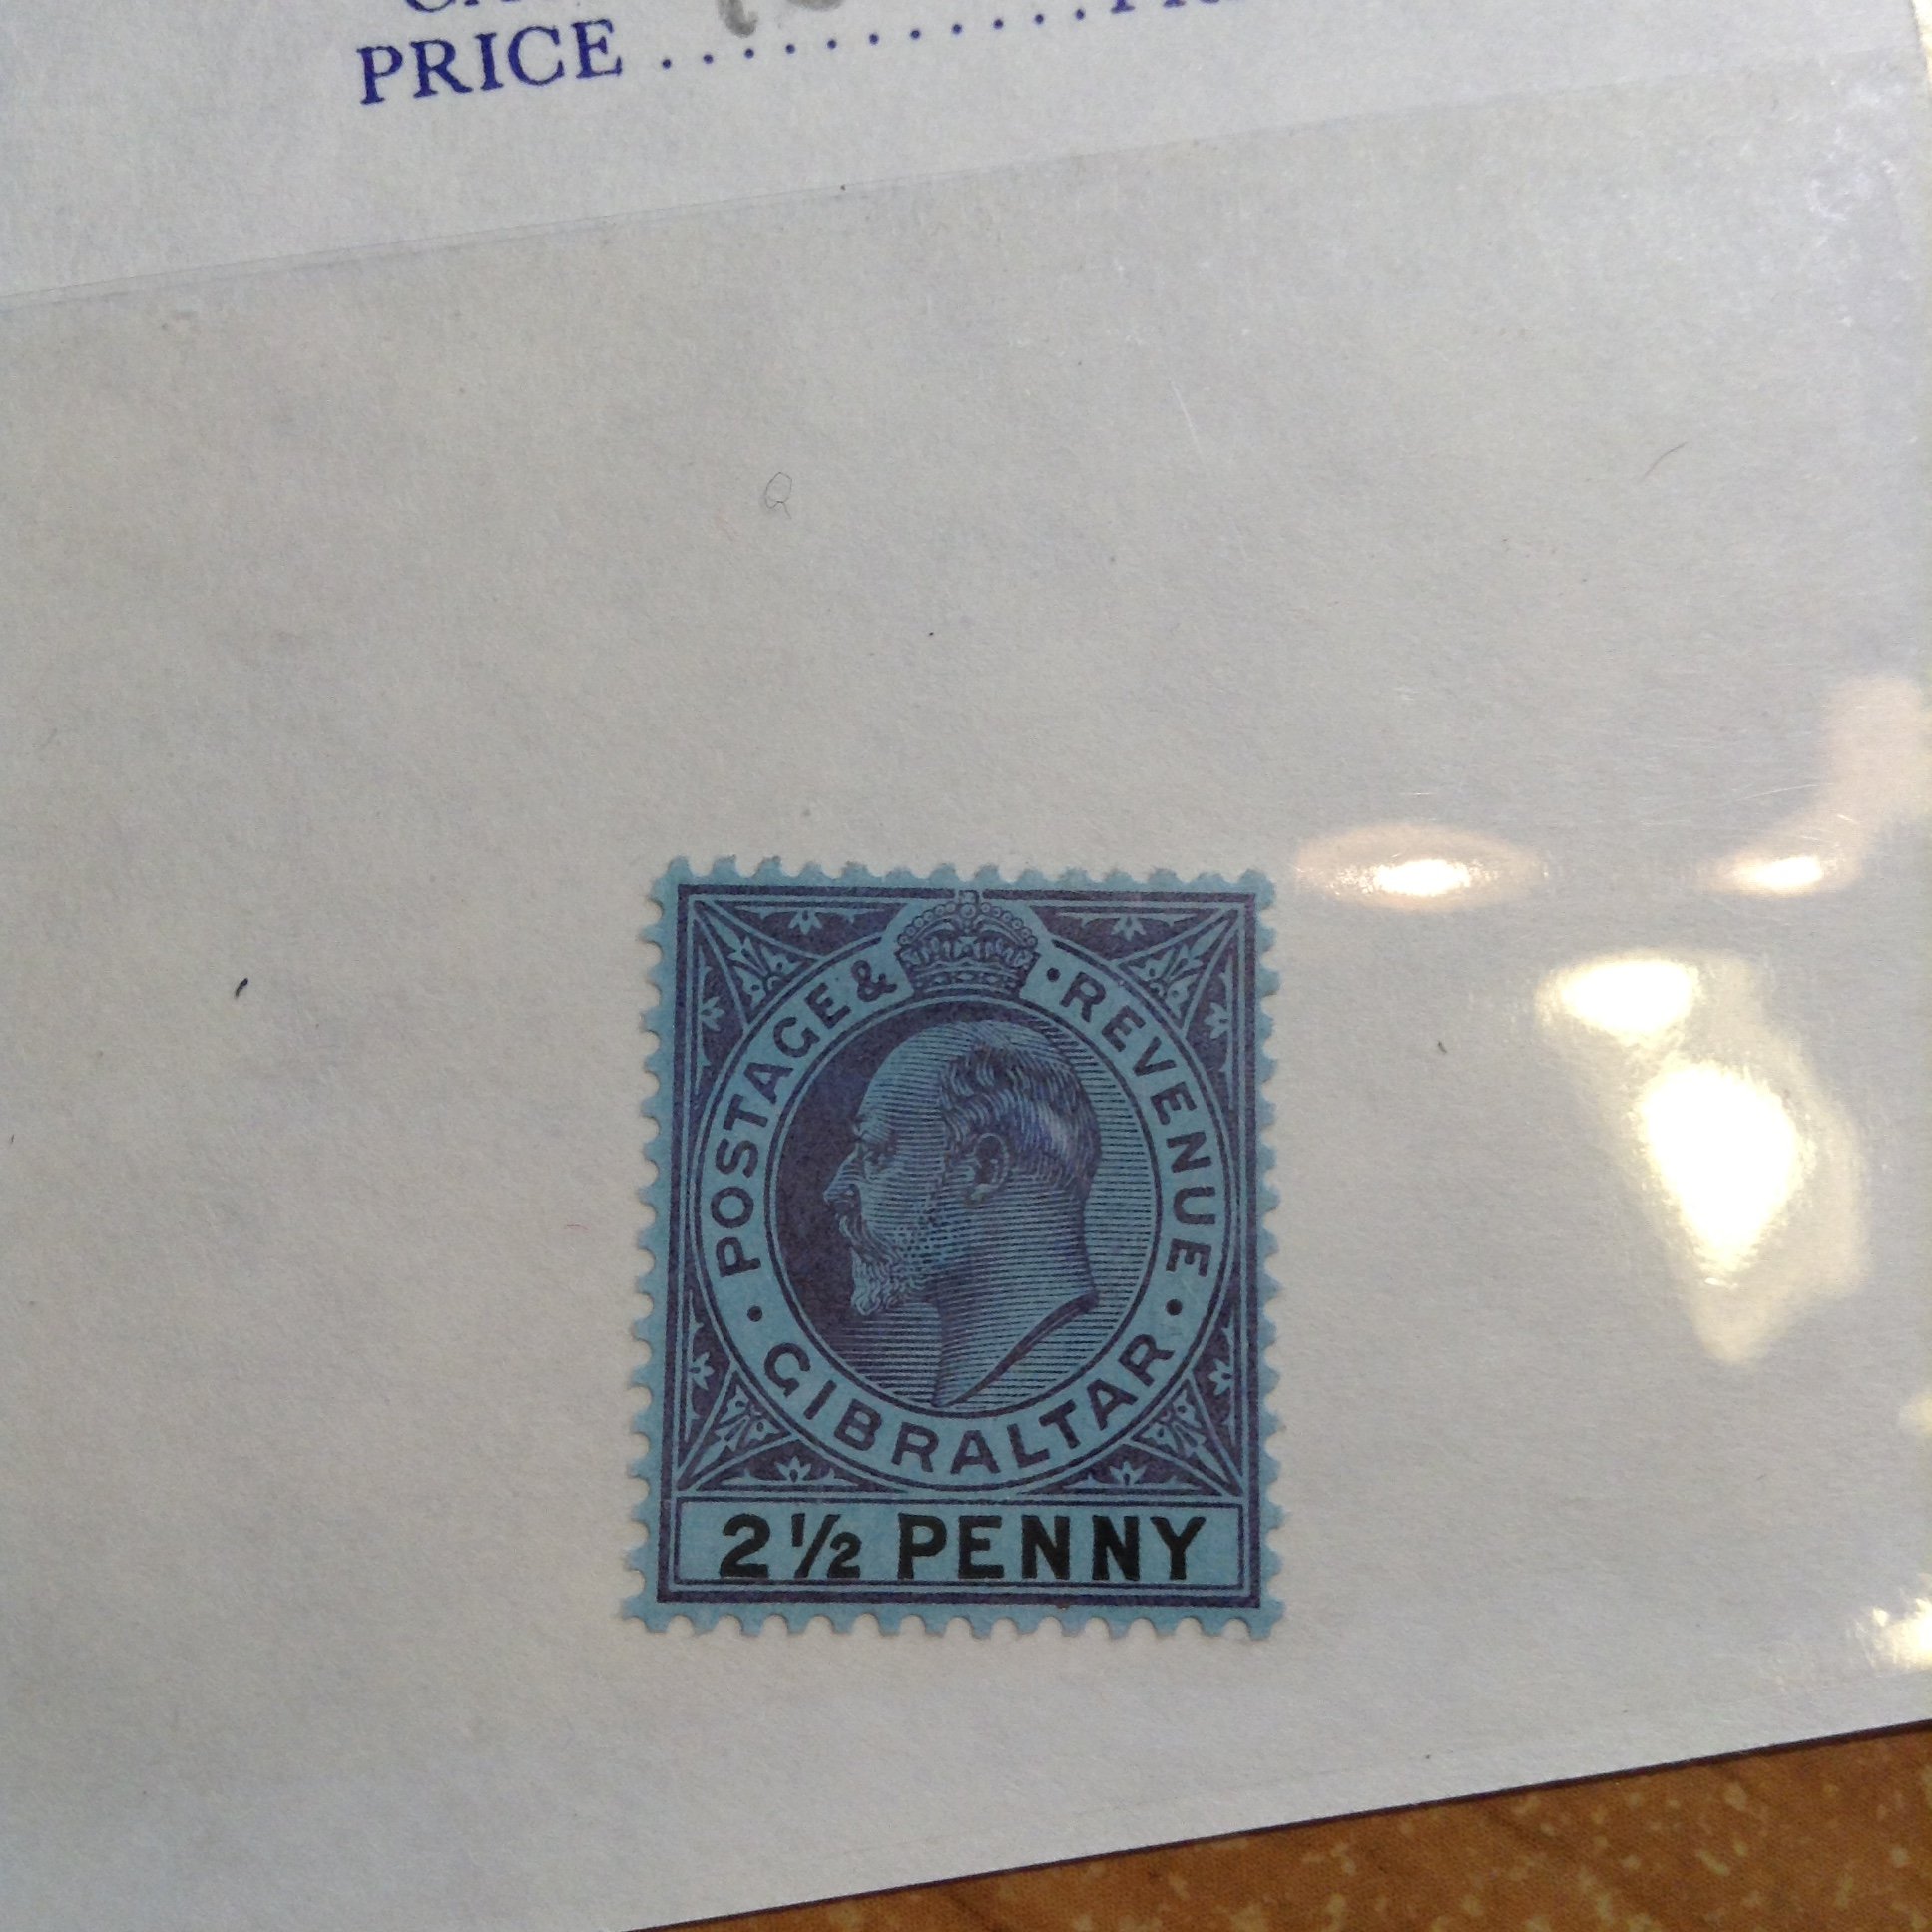 PRICE ............
POSTAGE & · REVENUE ·
· GIBRALTAR
2½ PENNY